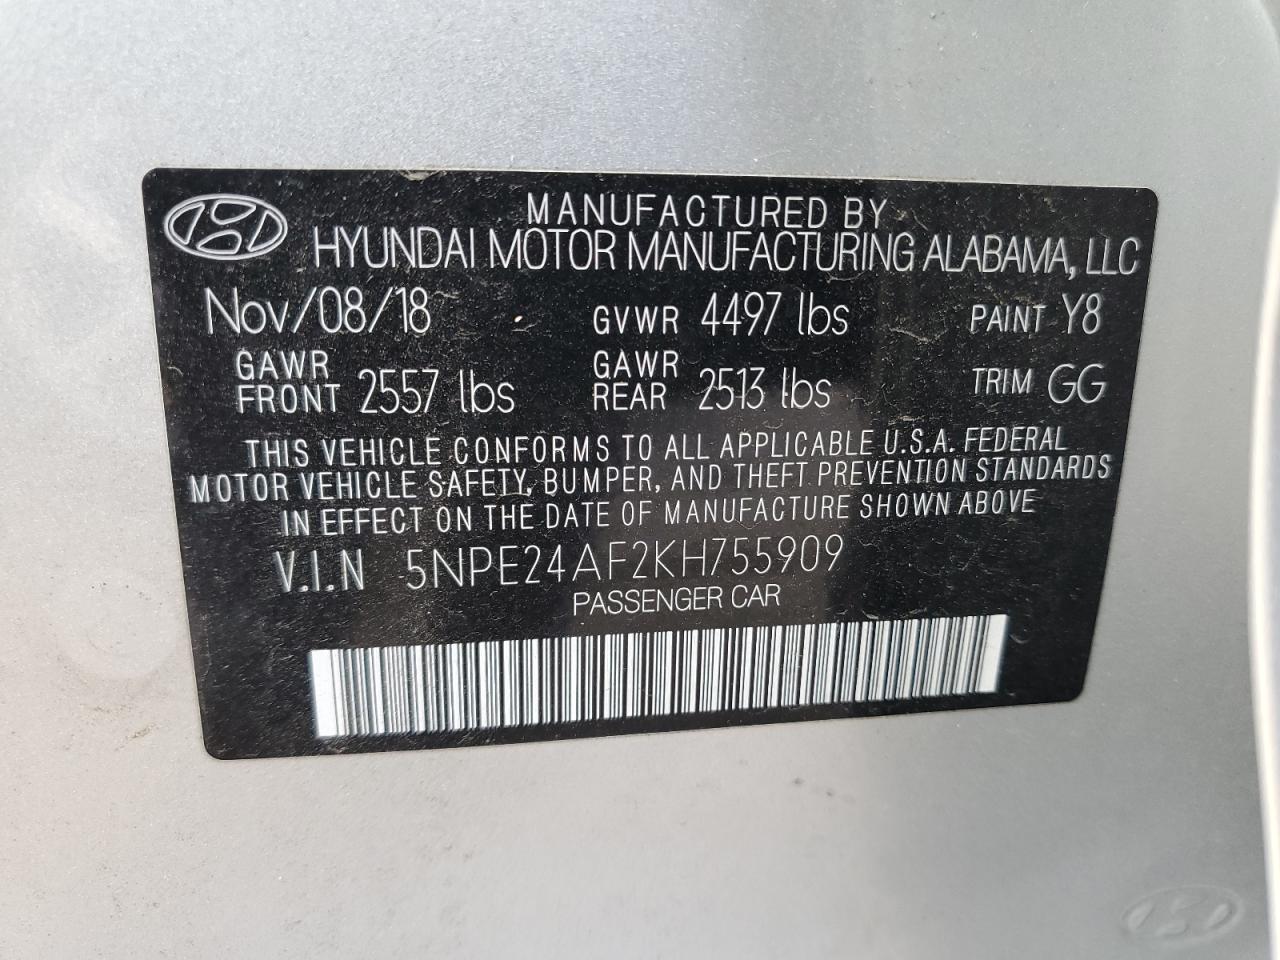 MANUFACTURED BY
HYUNDAI MOTOR MANUFACTURING ALABAMA, LLC
Nov/08/18 GVWR 4497 lbs PAINT Y8
GAWR FRONT 2557 lbs GAWR REAR 2513 lbs TRIM GG
THIS VEHICLE CONFORMS TO ALL APPLICABLE U.S.A. FEDERAL
MOTOR VEHICLE SAFETY, BUMPER, AND THEFT PREVENTION STANDARDS
IN EFFECT ON THE DATE OF MANUFACTURE SHOWN ABOVE
V.I.N 5NPE24AF2KH755909
PASSENGER CAR